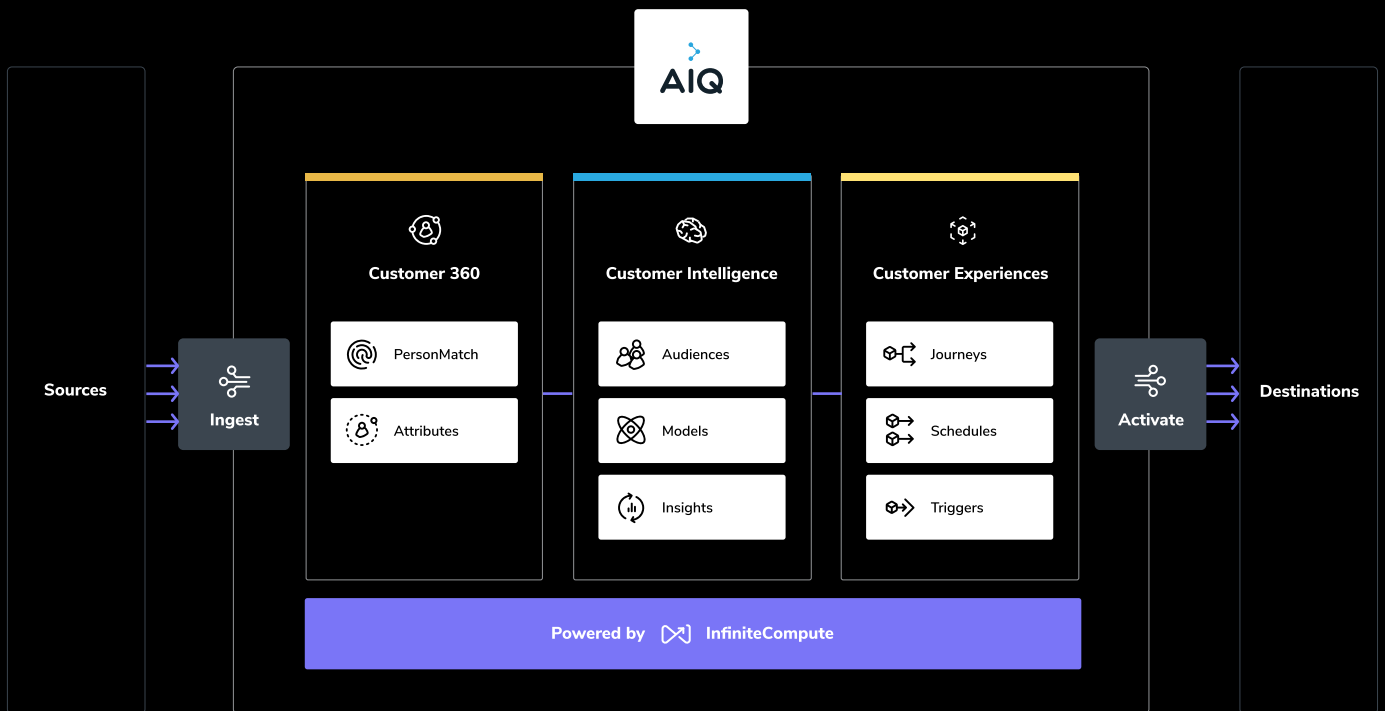 AIQ
Sources
Ingest
Customer 360
PersonMatch
Attributes
Customer Intelligence
Audiences
Models
Insights
Customer Experiences
Journeys
Schedules
Triggers
Activate
Destinations
Powered by InfiniteCompute